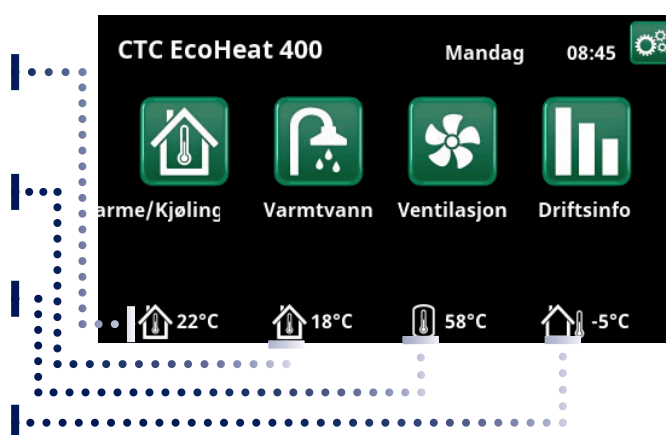 CTC EcoHeat 400 Mandag 08:45
arme/Kjøling Varmtvann Ventilasjon Driftsinfo
22°C 18°C 58°C -5°C